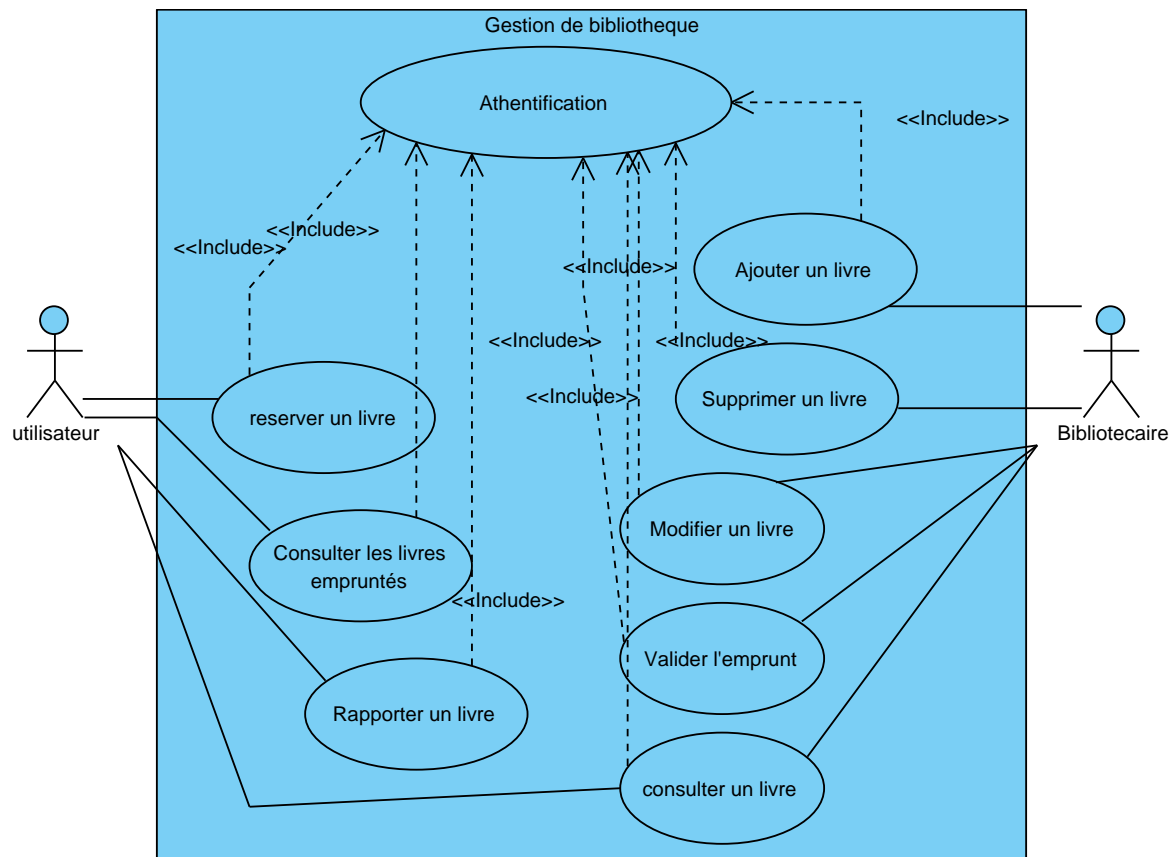 Gestion de bibliotheque
Athentification
<<Include>>
<<Include>>
<<Include>>
<<Include>>
Ajouter un livre
<<Include>>
<<Include>>
<<Include>>
Supprimer un livre
reserver un livre
utilisateur
Bibliotecaire
Modifier un livre
Consulter les livres
empruntés
<<Include>>
Valider l'emprunt
Rapporter un livre
consulter un livre